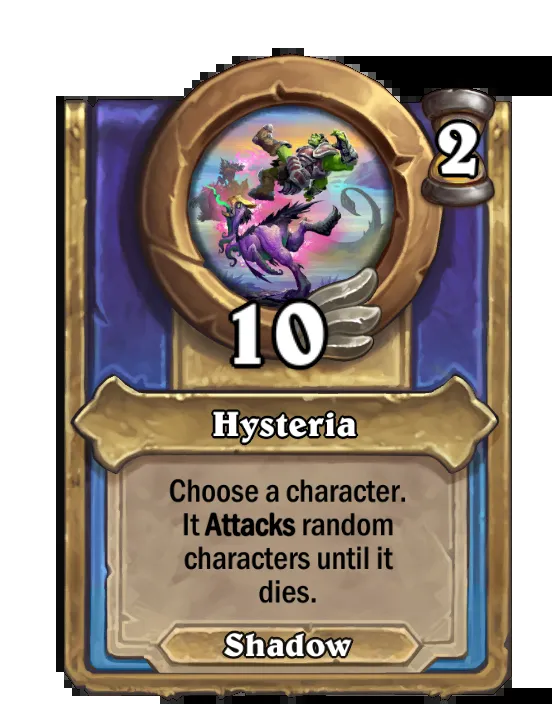 2
10
Hysteria
Choose a character.
It Attacks random
characters until it
dies.
Shadow